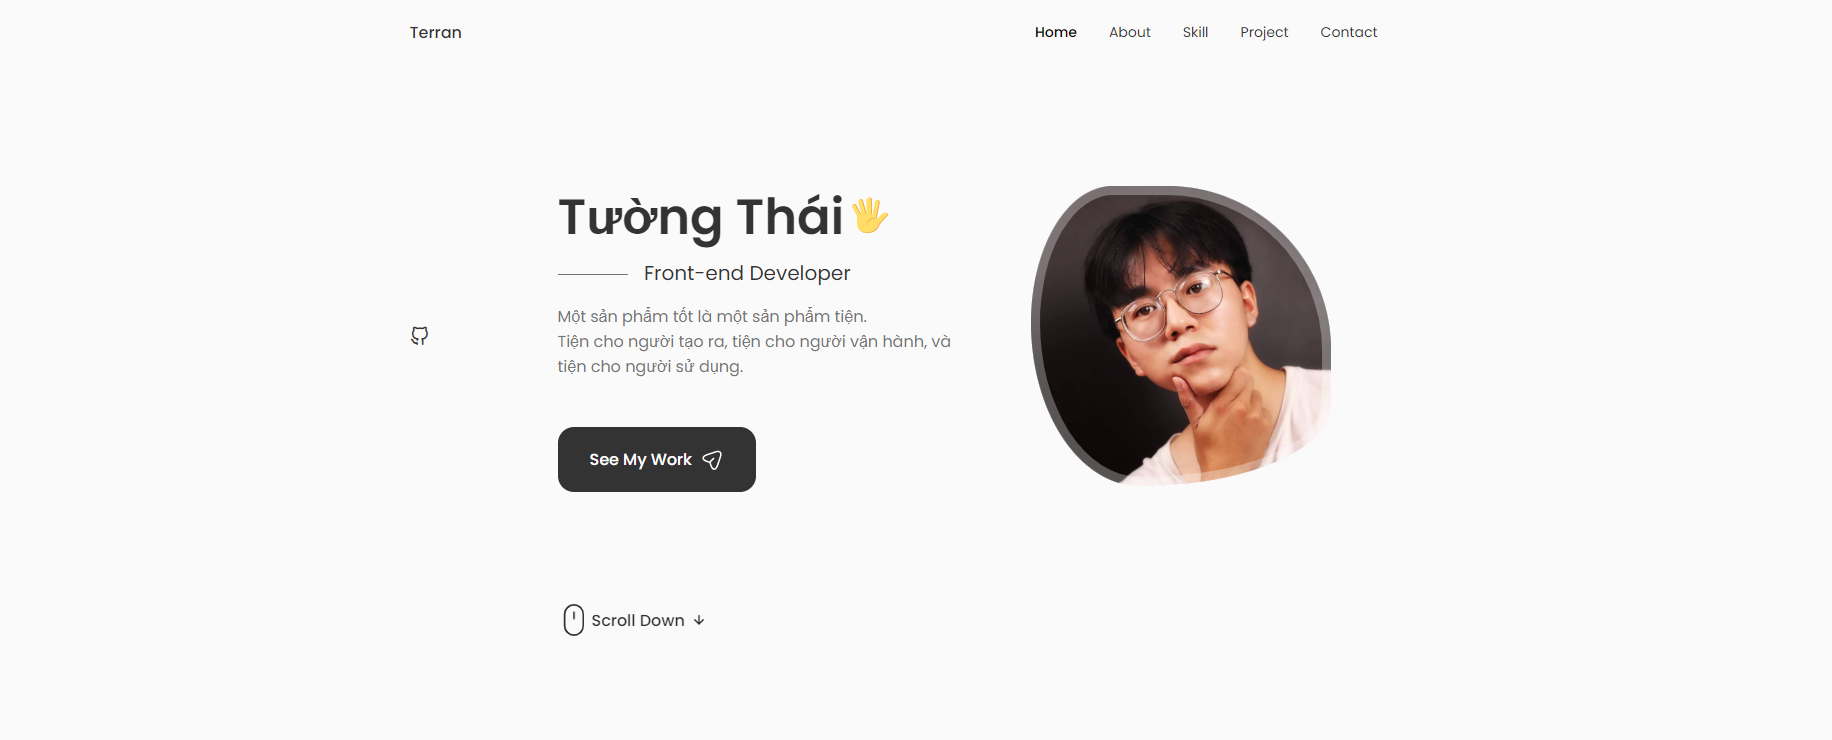 Terran
Home
About
Skill
Project
Contact
Tường Thái
Front-end Developer
Một sản phẩm tốt là một sản phẩm tiện.
Tiện cho người tạo ra, tiện cho người vận hành, và
tiện cho người sử dụng.
See My Work
Scroll Down